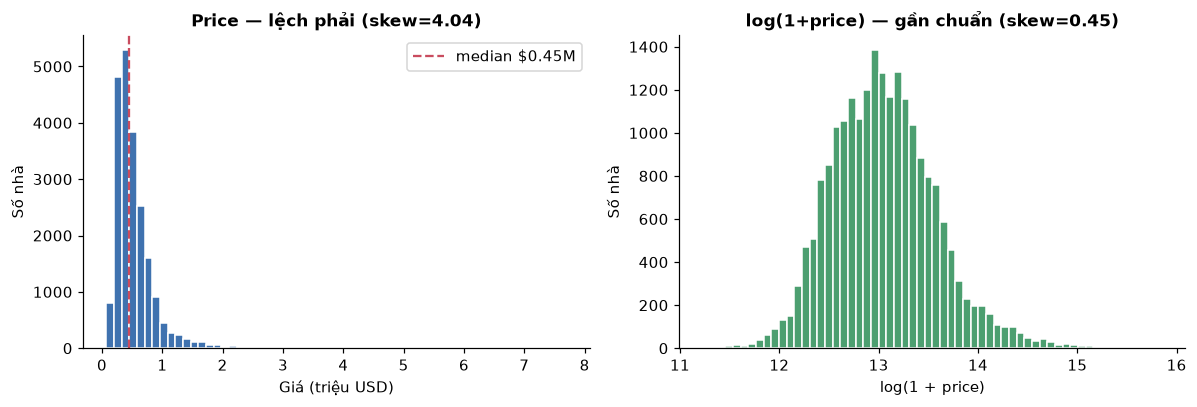 Price — lệch phải (skew=4.04)
median $0.45M
Số nhà
5000
4000
3000
2000
1000
0
0 1 2 3 4 5 6 7 8
Giá (triệu USD)
log(1+price) — gần chuẩn (skew=0.45)
Số nhà
1400
1200
1000
800
600
400
200
0
11 12 13 14 15 16
log(1 + price)